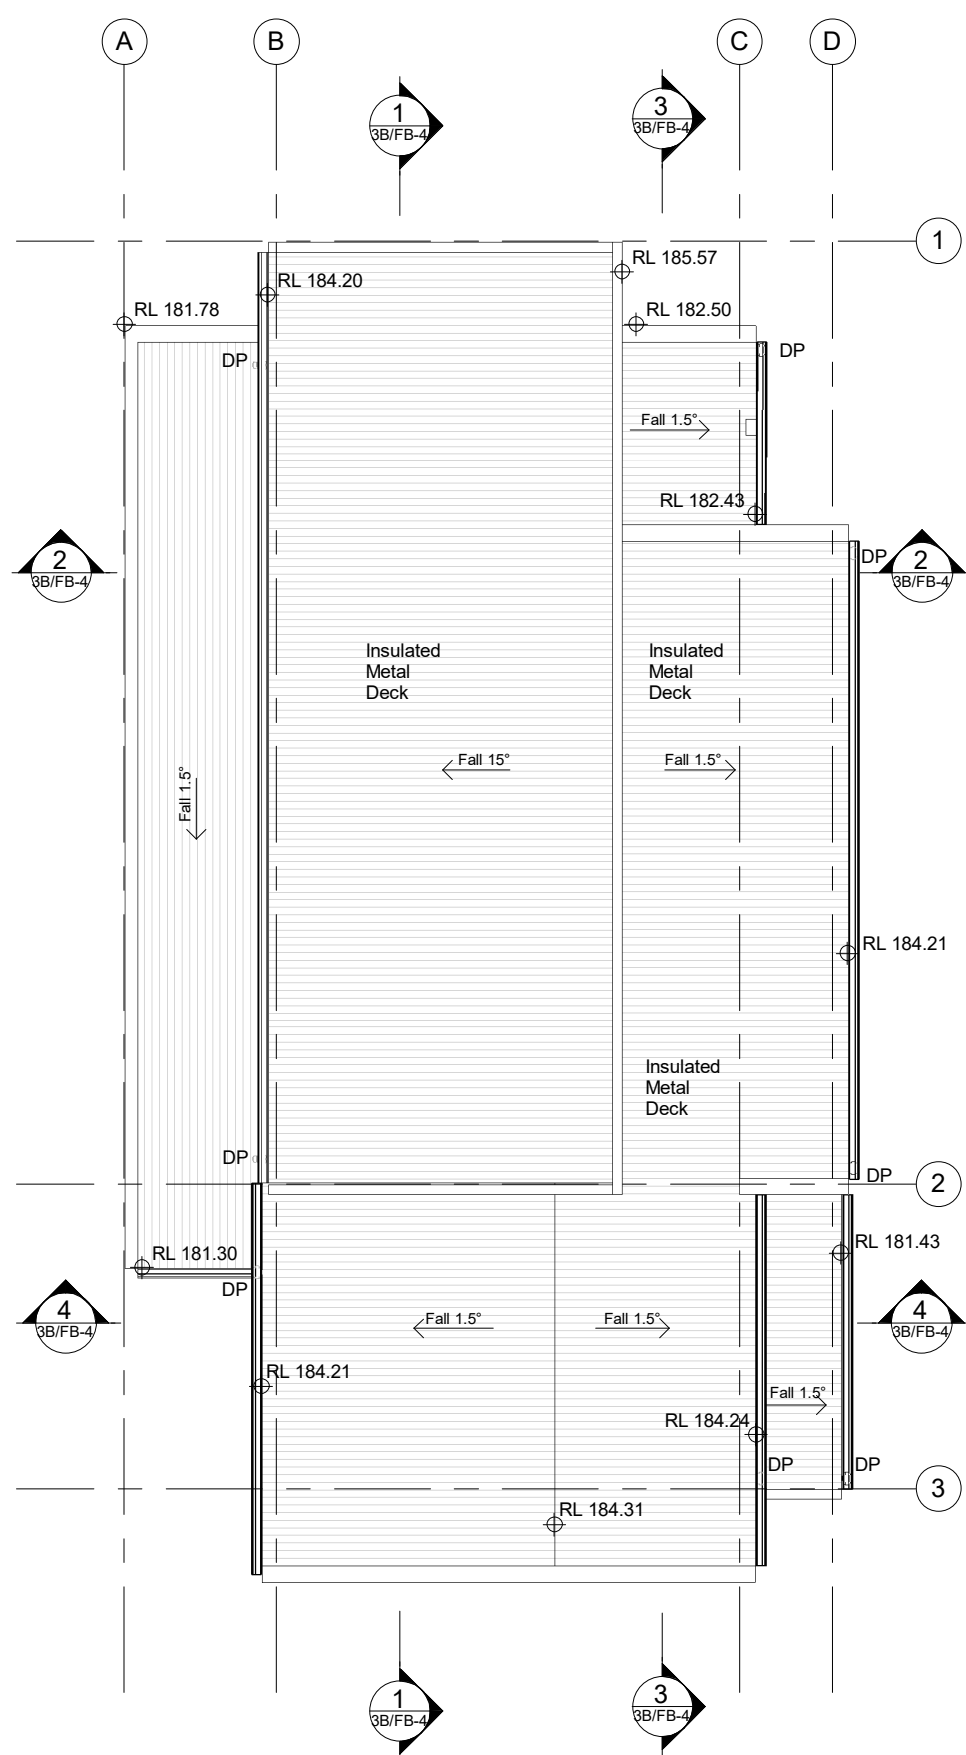 A
B
C
D
1
3B/FB-4
3
3B/FB-4
1
RL 185.57
RL 184.20
RL 181.78
RL 182.50
DP
DP
Fall 1.5°
RL 182.43
2
3B/FB-4
DP
2
3B/FB-4
Insulated
Metal
Deck
Insulated
Metal
Deck
Fall 1.5°
Fall 15°
Fall 1.5°
RL 184.21
Insulated
Metal
Deck
DP
DP
2
RL 181.30
RL 181.43
DP
4
3B/FB-4
Fall 1.5°
Fall 1.5°
4
3B/FB-4
RL 184.21
Fall 1.5°
RL 184.24
DP
DP
3
RL 184.31
1
3B/FB-4
3
3B/FB-4